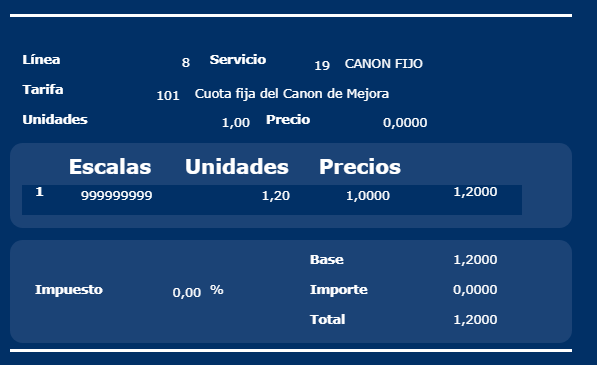 Línea 8 Servicio 19 CANON FIJO
Tarifa 101 Cuota fija del Canon de Mejora
Unidades 1,00 Precio 0,0000
Escalas Unidades Precios
1 999999999 1,20 1,0000 1,2000
Base 1,2000
Impuesto 0,00 % Importe 0,0000
Total 1,2000